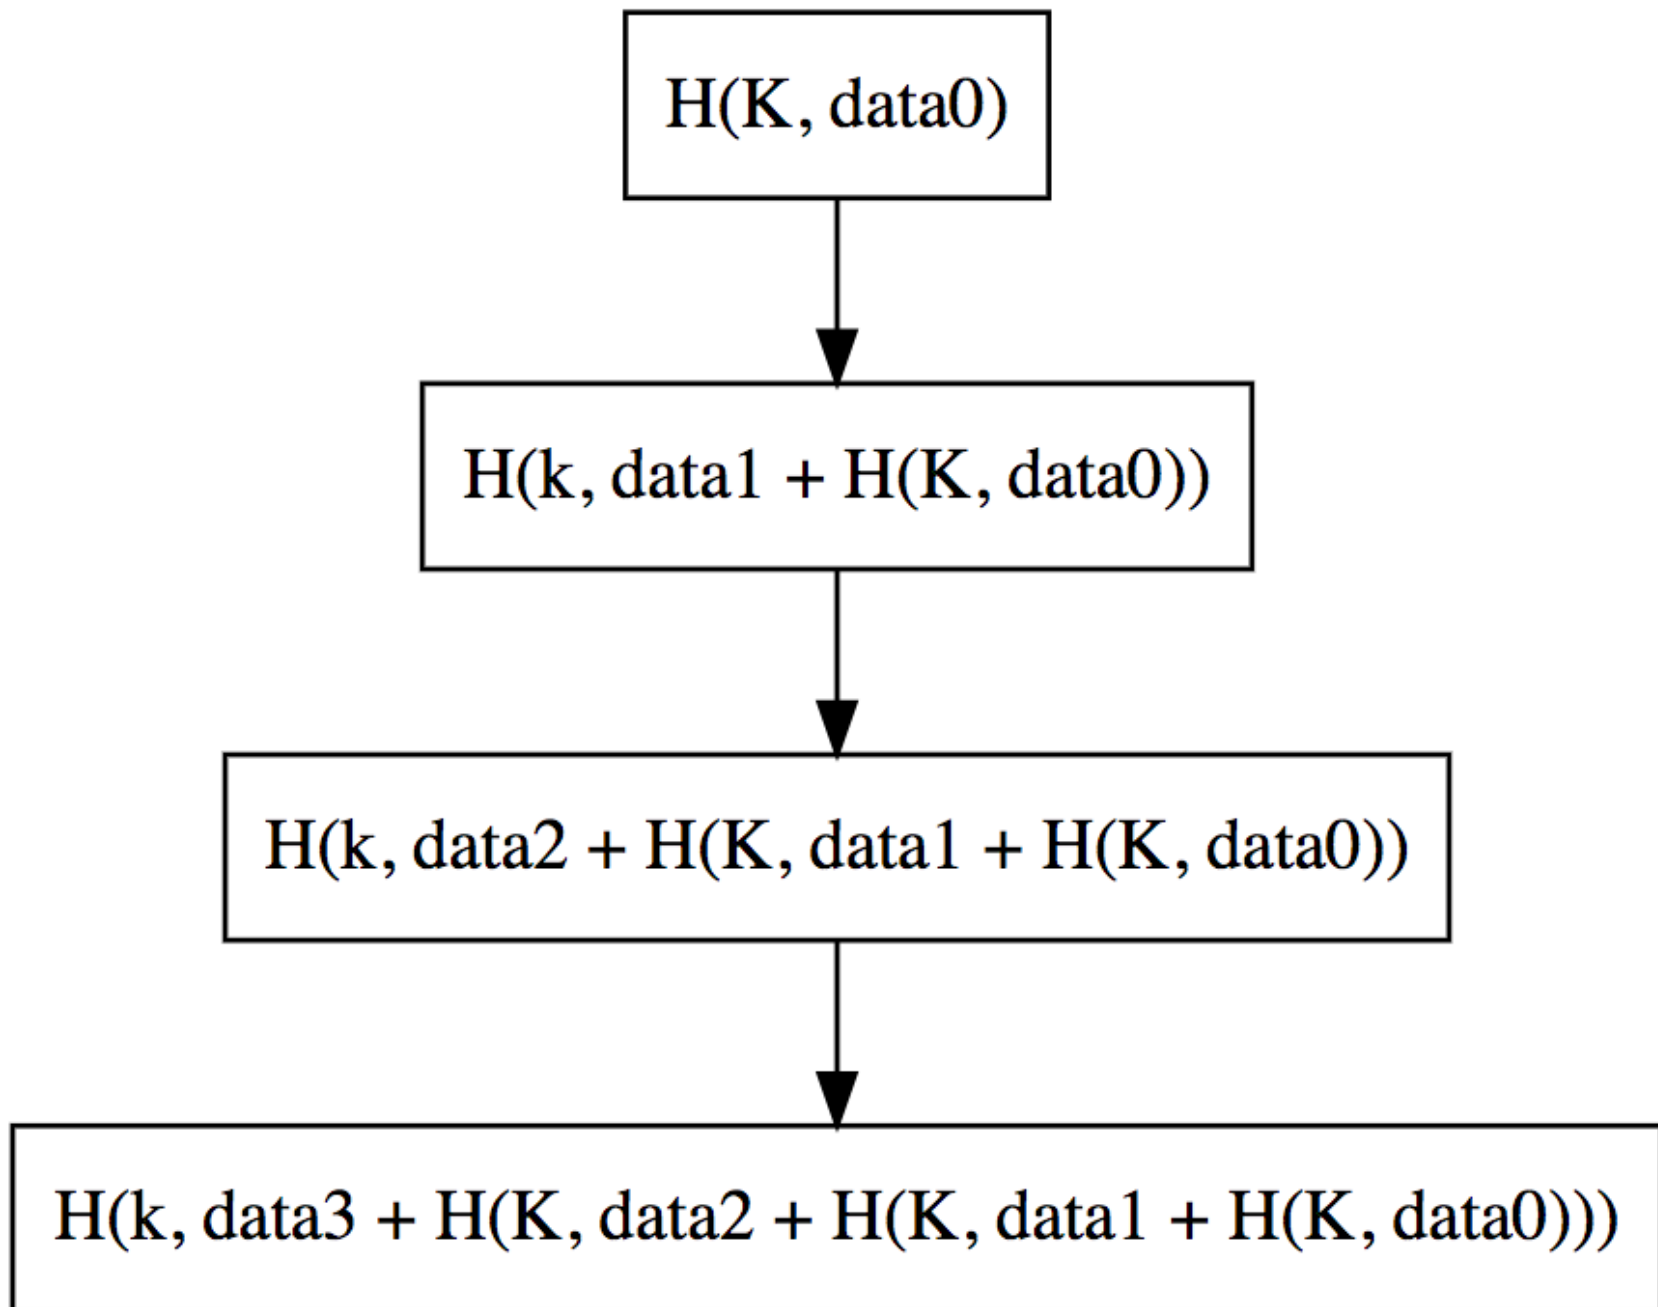 H(K, data0)
H(k, data1 + H(K, data0))
H(k, data2 + H(K, data1 + H(K, data0))
H(k, data3 + H(K, data2 + H(K, data1 + H(K, data0)))